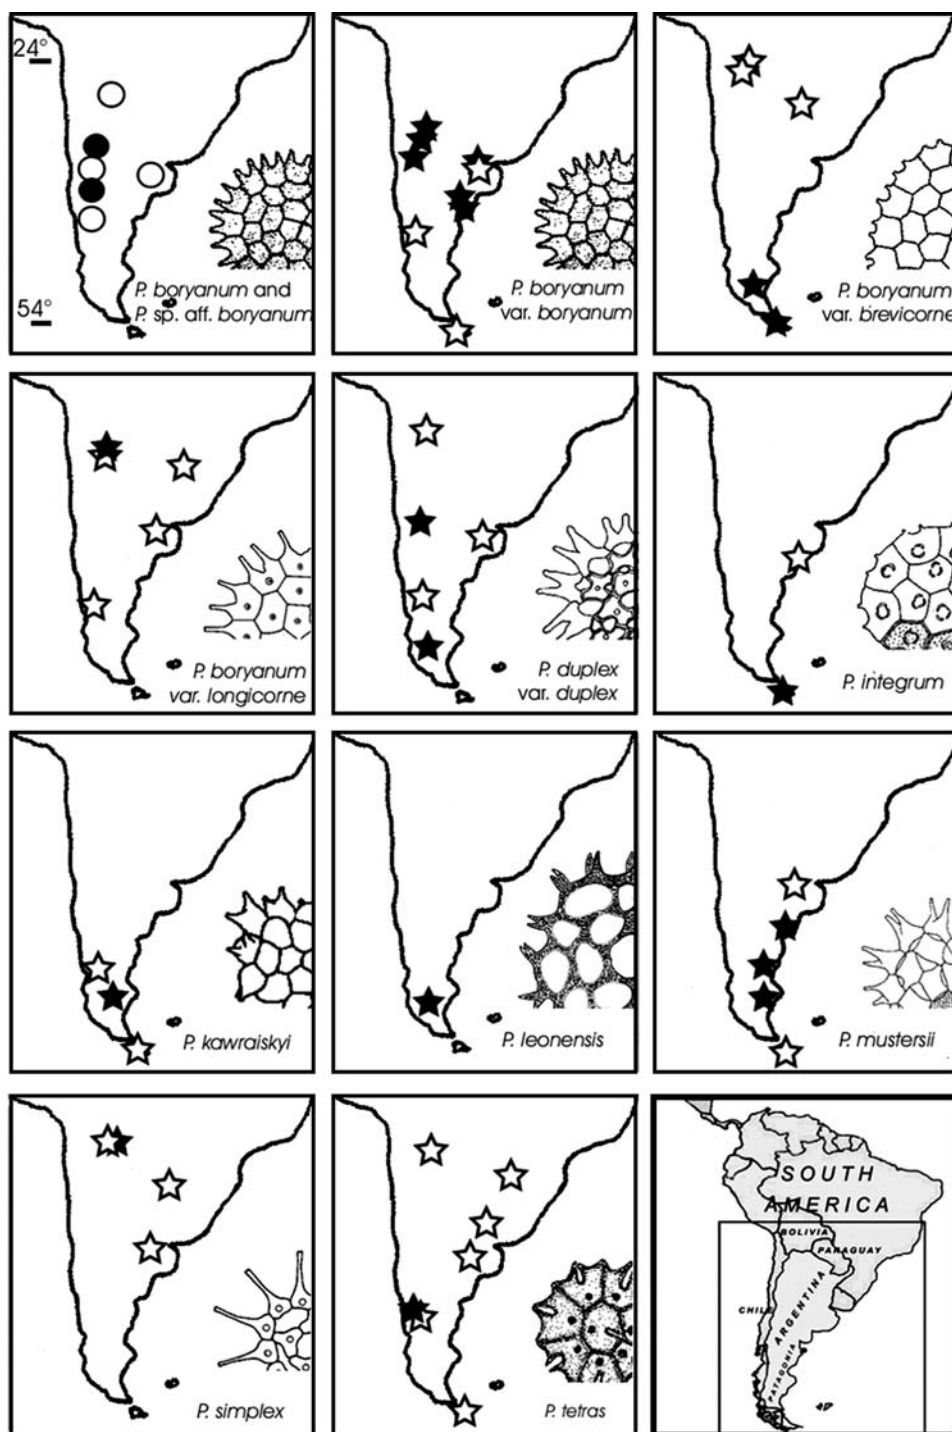 24°
54°
P. boryanum and
P. sp. aff. boryanum
P. boryanum
var. boryanum
P. boryanum
var. brevicorne
P. boryanum
var. longicorne
P. duplex
var. duplex
P. integrum
P. kawraiskyi
P. leonensis
P. mustersii
P. simplex
P. tetras
SOUTH
AMERICA
BOLIVIA
PARAGUAY
CHILE
ARGENTINA
PATAGONIA